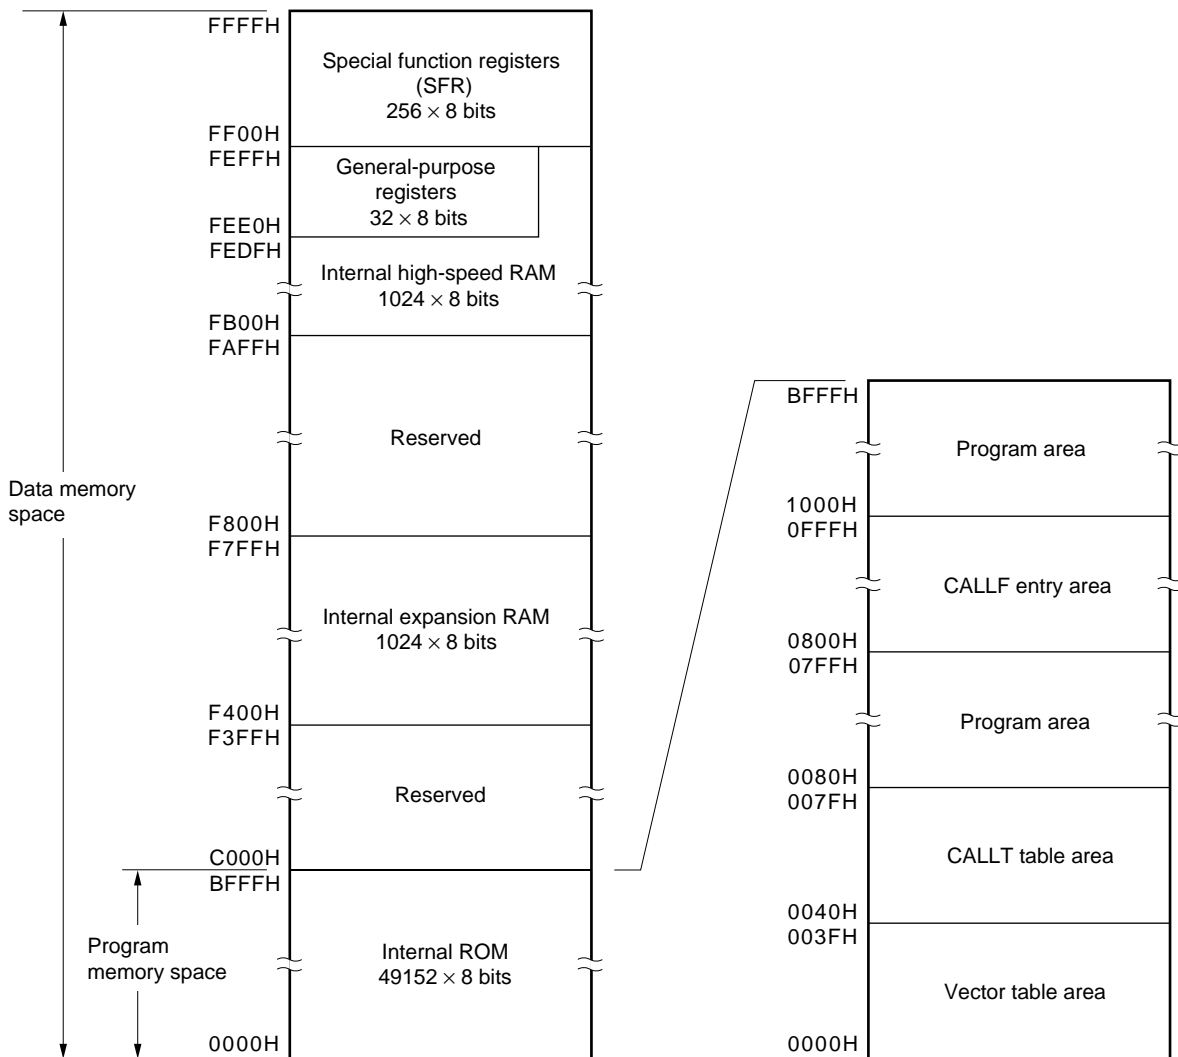 FFFFH
Special function registers
(SFR)
256 × 8 bits
FF00H
FEFFH
General-purpose
registers
32 × 8 bits
FEE0H
FEDFH
Internal high-speed RAM
1024 × 8 bits
FB00H
FAFFH
Reserved
Data memory
space
F800H
F7FFH
Internal expansion RAM
1024 × 8 bits
F400H
F3FFH
Reserved
C000H
BFFFH
Program
memory space
Internal ROM
49152 × 8 bits
0000H
BFFFH
Program area
1000H
0FFFH
CALLF entry area
0800H
07FFH
Program area
0080H
007FH
CALLT table area
0040H
003FH
Vector table area
0000H